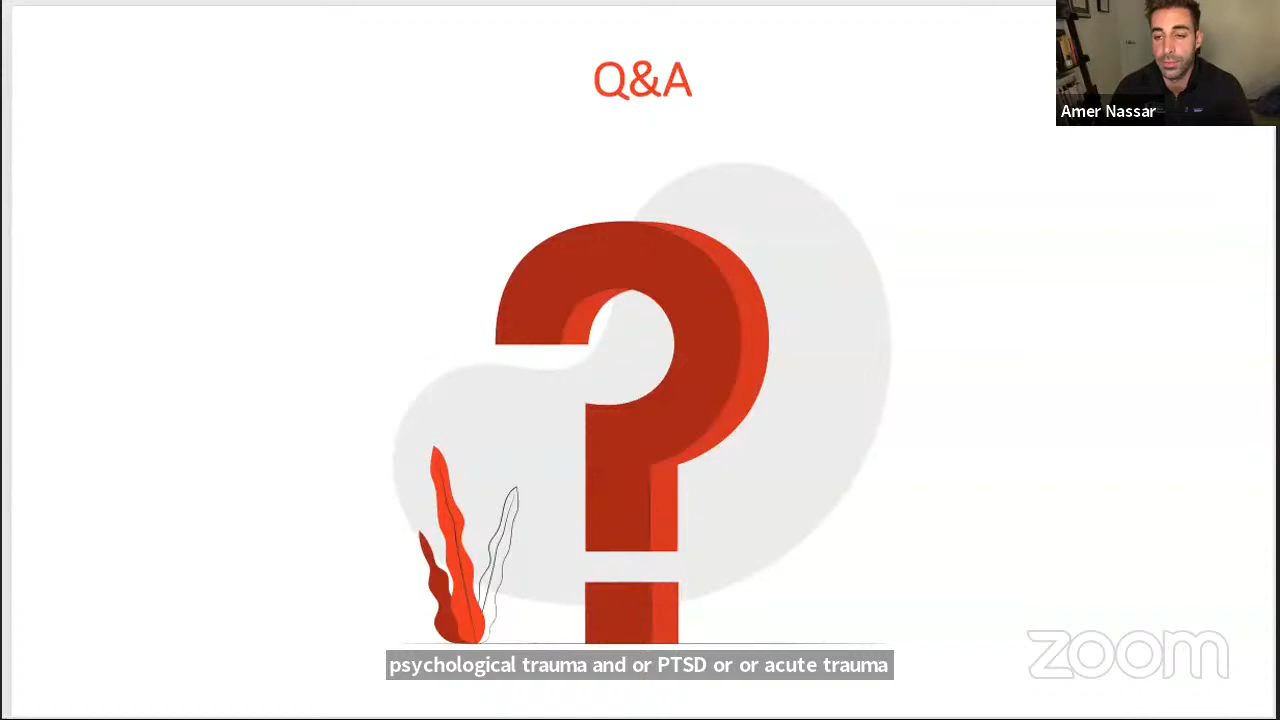 Q&A
Amer Nassar
psychological trauma and or PTSD or or acute trauma
zoom